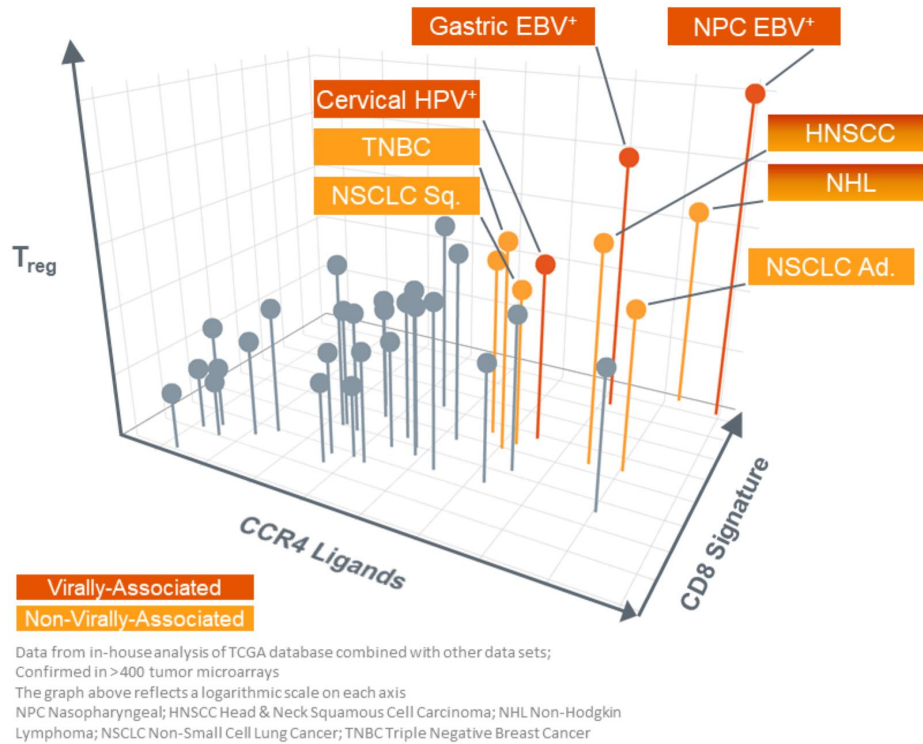 Gastric EBV⁺
NPC EBV⁺
Cervical HPV⁺
HNSCC
TNBC
NHL
NSCLC Sq.
NSCLC Ad.
Treg
CCR4 Ligands
CD8 Signature
Virally-Associated
Non-Virally-Associated
Data from in-house analysis of TCGA database combined with other data sets;
Confirmed in >400 tumor microarrays
The graph above reflects a logarithmic scale on each axis
NPC Nasopharyngeal; HNSCC Head & Neck Squamous Cell Carcinoma; NHL Non-Hodgkin
Lymphoma; NSCLC Non-Small Cell Lung Cancer; TNBC Triple Negative Breast Cancer